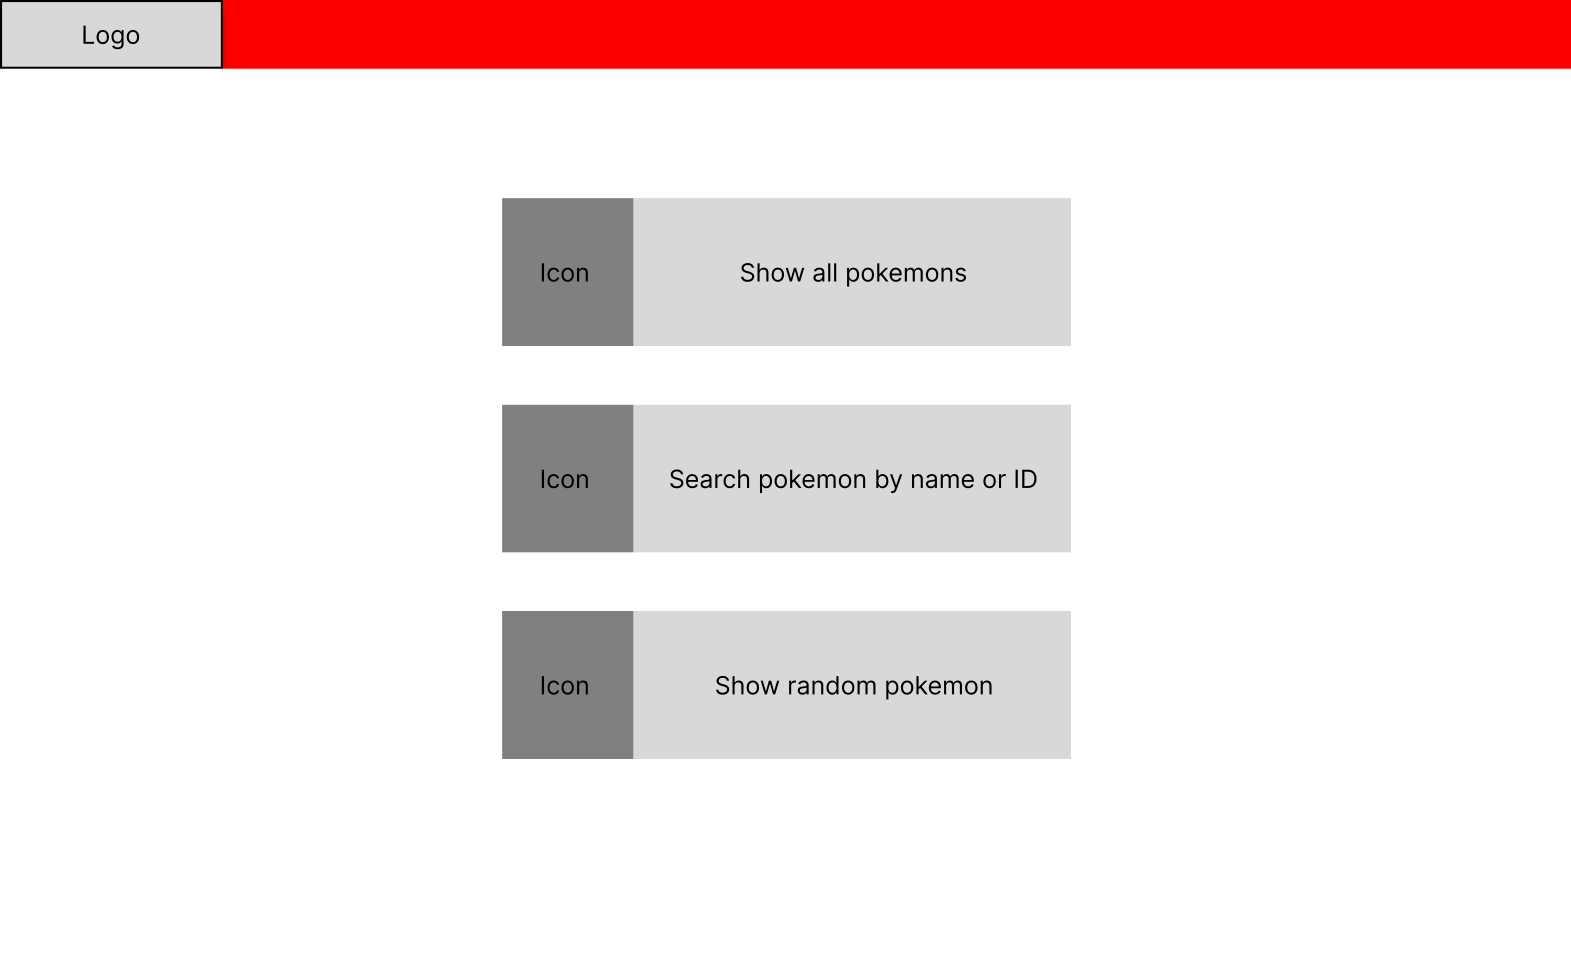 Logo
Icon
Show all pokemons
Icon
Search pokemon by name or ID
Icon
Show random pokemon